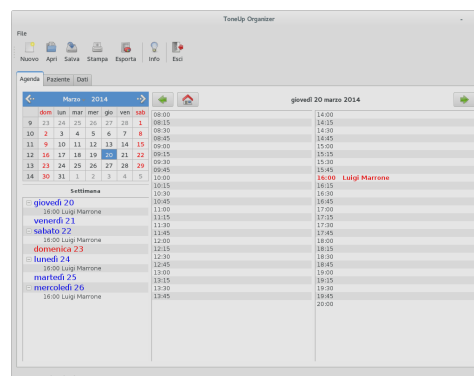 ToneUp Organizer
File
Nuovo Apri Salva Stampa Esporta Info Esci
Agenda Paziente Dati
Marzo 2014
dom lun mar mer gio ven sab
9 23 24 25 26 27 28 1
10 2 3 4 5 6 7 8
11 9 10 11 12 13 14 15
12 16 17 18 19 20 21 22
13 23 24 25 26 27 28 29
14 30 31 1 2 3 4 5
Settimana
giovedì 20
16:00 Luigi Marrone
venerdì 21
sabato 22
16:00 Luigi Marrone
domenica 23
lunedì 24
16:00 Luigi Marrone
martedì 25
mercoledì 26
16:00 Luigi Marrone
giovedì 20 marzo 2014
08:00
08:15
08:30
08:45
09:00
09:15
09:30
09:45
10:00
10:15
10:30
10:45
11:00
11:15
11:30
11:45
12:00
12:15
12:30
12:45
13:00
13:15
13:30
13:45
14:00
14:15
14:30
14:45
15:00
15:15
15:30
15:45
16:00 Luigi Marrone
16:15
16:30
16:45
17:00
17:15
17:30
17:45
18:00
18:15
18:30
18:45
19:00
19:15
19:30
19:45
20:00